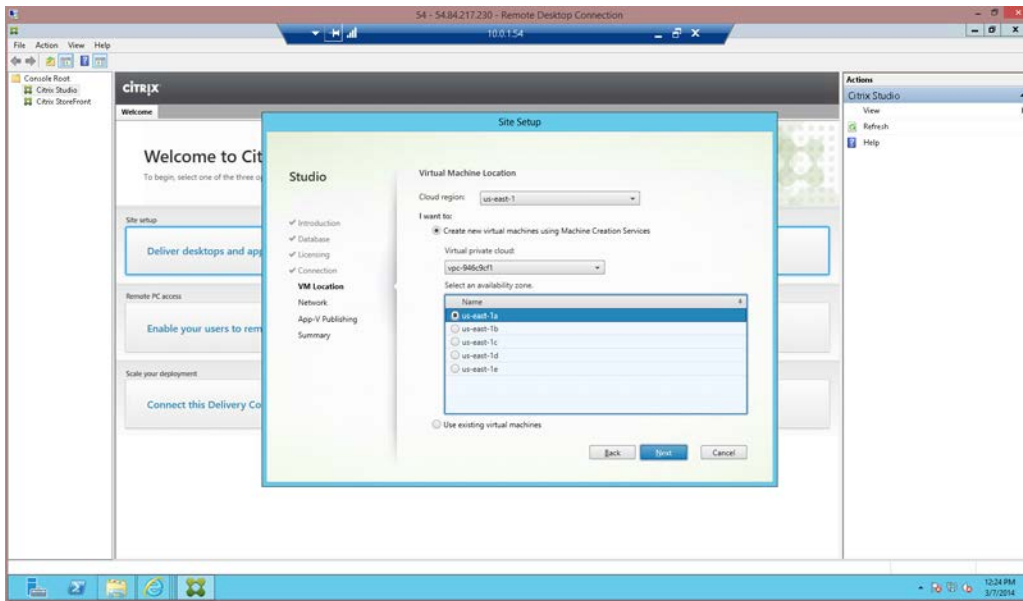 54 - 54.84.217.230 - Remote Desktop Connection
10.0.1.54
File Action View Help
Console Root
Citrix Studio
Citrix StoreFront
CITRIX
Welcome
Welcome to Cit
To begin, select one of the three o
Site setup
Deliver desktops and app
Remote PC access
Enable your users to rem
Scale your deployment
Connect this Delivery Co
Site Setup
Studio
✓ Introduction
✓ Database
✓ Licensing
✓ Connection
VM Location
Network
App-V Publishing
Summary
Virtual Machine Location
Cloud region: us-east-1
I want to:
Create new virtual machines using Machine Creation Services
Virtual private cloud:
vpc-946c9cf1
Select an availability zone.
Name
us-east-1a
us-east-1b
us-east-1c
us-east-1d
us-east-1e
Use existing virtual machines
Back Next Cancel
Actions
Citrix Studio
View
Refresh
Help
12:24 PM
3/7/2014